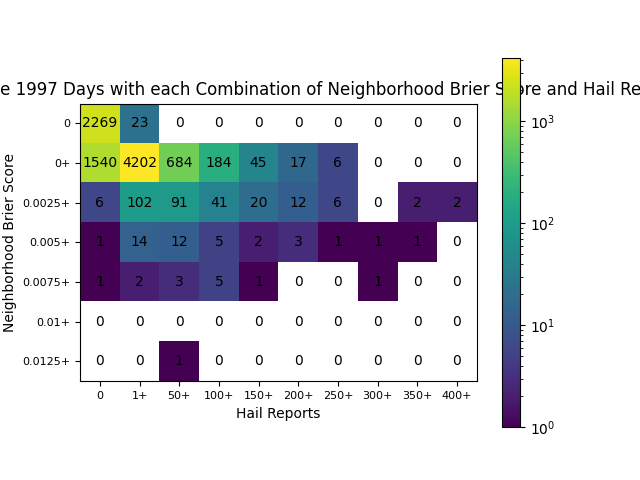 e 1997 Days with each Combination of Neighborhood Brier Score and Hail Re
Neighborhood Brier Score
0 2269 23 0 0 0 0 0 0 0 0
0+ 1540 4202 684 184 45 17 6 0 0 0
0.0025+ 6 102 91 41 20 12 6 0 2 2
0.005+ 1 14 12 5 2 3 1 1 1 0
0.0075+ 1 2 3 5 1 0 0 1 0 0
0.01+ 0 0 0 0 0 0 0 0 0 0
0.0125+ 0 0 1 0 0 0 0 0 0 0
0 1+ 50+ 100+ 150+ 200+ 250+ 300+ 350+ 400+
Hail Reports
10³
10²
10¹
10⁰